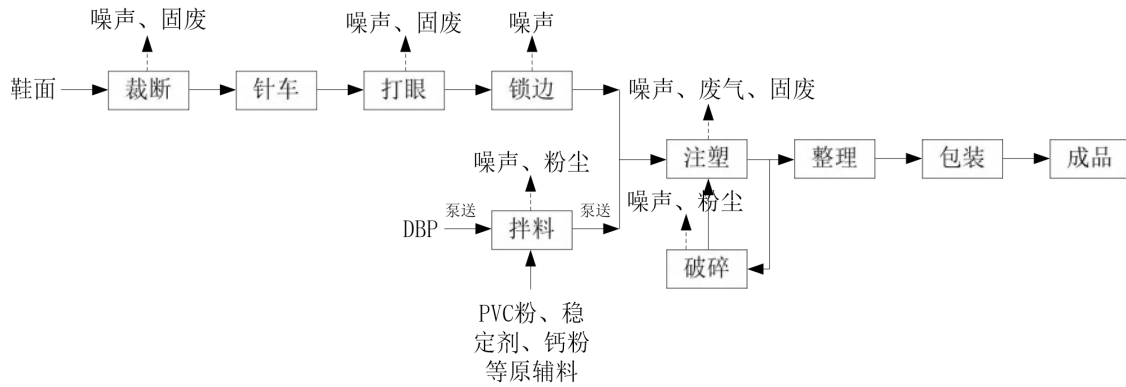 噪声、固废
噪声、固废
噪声
鞋面
裁断
针车
打眼
锁边
噪声、废气、固废
注塑
整理
包装
成品
噪声、粉尘
噪声、粉尘
DBP
泵送
拌料
泵送
破碎
PVC粉、稳
定剂、钙粉
等原辅料